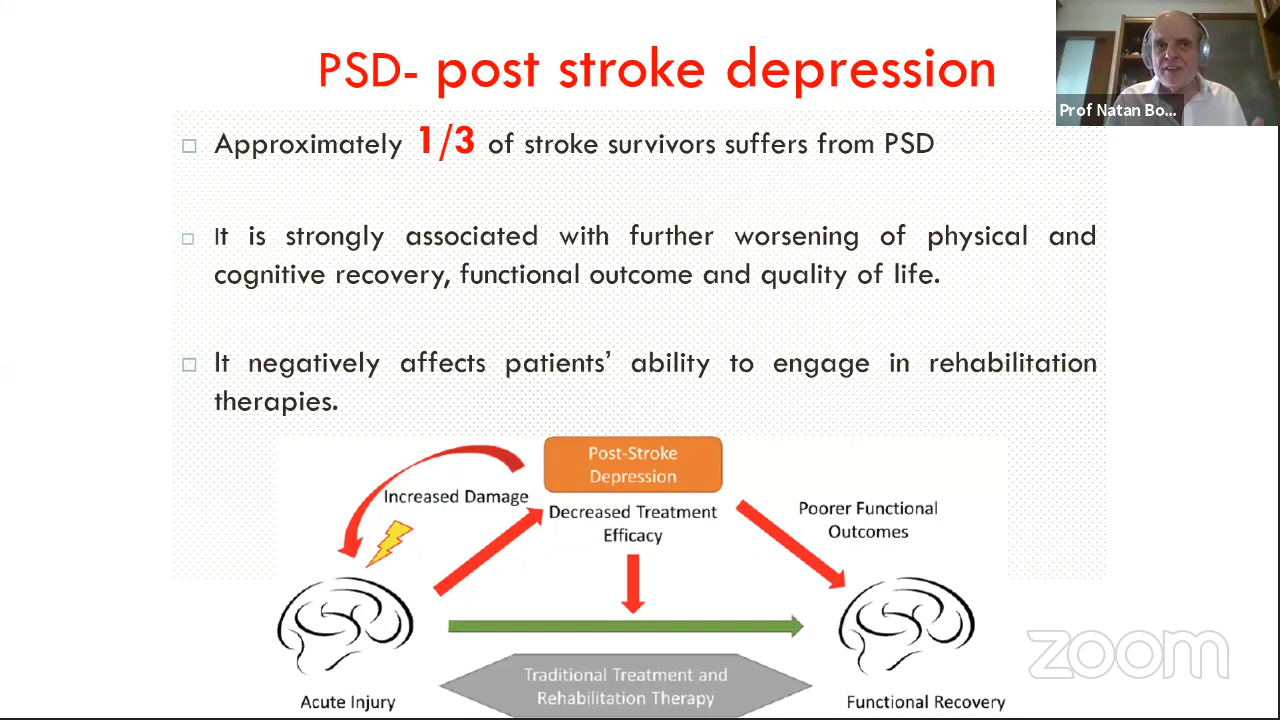 PSD- post stroke depression
Prof Natan Bo...
Approximately 1/3 of stroke survivors suffers from PSD
It is strongly associated with further worsening of physical and
cognitive recovery, functional outcome and quality of life.
It negatively affects patients’ ability to engage in rehabilitation
therapies.
Post-Stroke
Depression
Increased Damage
Decreased Treatment
Efficacy
Poorer Functional
Outcomes
Traditional Treatment and
Rehabilitation Therapy
Acute Injury
Functional Recovery
zoom